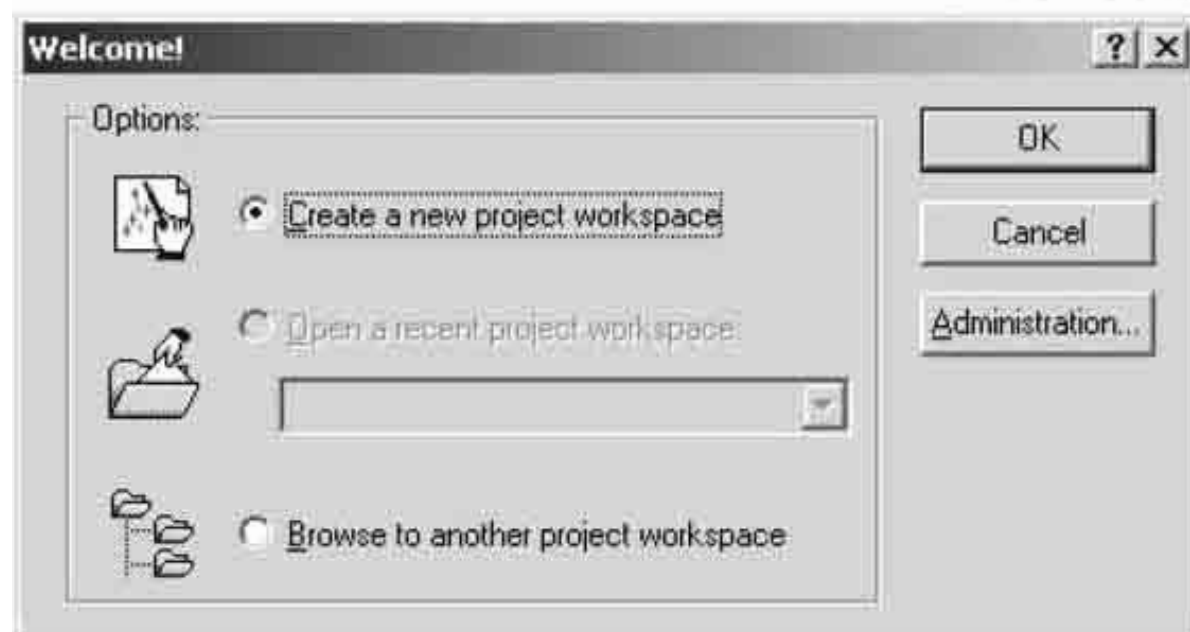 Welcome!
Options:
Create a new project workspace
Open a recent project workspace:
Browse to another project workspace
OK
Cancel
Administration...